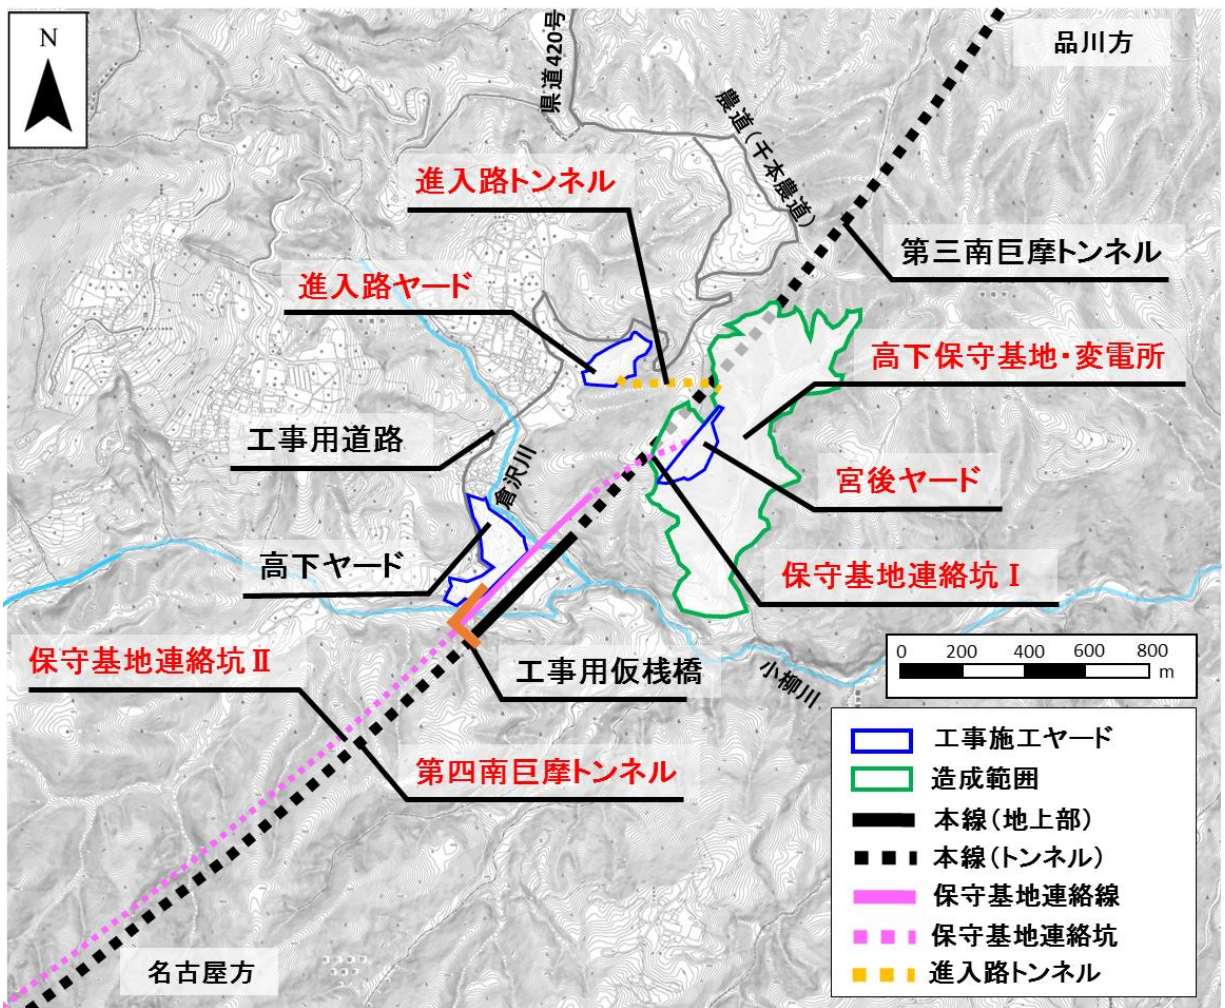 N
品川方
県道420号
農道(千本農道)
進入路トンネル
第三南巨摩トンネル
進入路ヤード
高下保守基地・変電所
工事用道路
倉沢川
宮後ヤード
高下ヤード
保守基地連絡坑Ⅰ
保守基地連絡坑Ⅱ
工事用仮桟橋
小柳川
0 200 400 600 800
m
第四南巨摩トンネル
工事施工ヤード
造成範囲
本線(地上部)
本線(トンネル)
保守基地連絡線
保守基地連絡坑
進入路トンネル
名古屋方